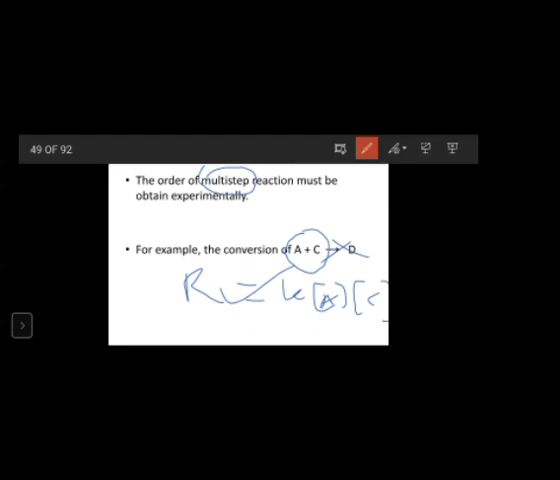 49 OF 92
• The order of multistep reaction must be
obtain experimentally.
• For example, the conversion of A + C → D
R = k[A][C]